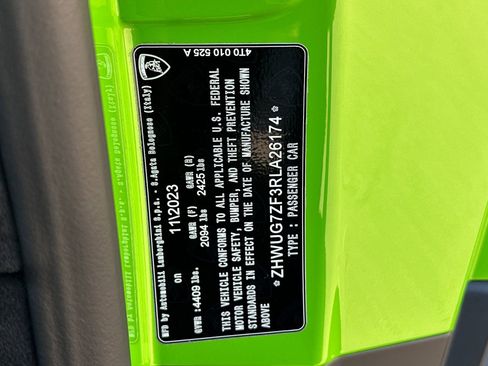 4T0 010 525 A
MFD by Automobili Lamborghini S.p.a. - S.Agata Bolognese (Italy)
on
11\2023
GVWR :4409 lbs.
GAWR (F)
2094 lbs
GAWR (R)
2425 lbs
THIS VEHICLE CONFORMS TO ALL APPLICABLE U.S. FEDERAL
MOTOR VEHICLE SAFETY, BUMPER, AND THEFT PREVENTION
STANDARDS IN EFFECT ON THE DATE OF MANUFACTURE SHOWN
ABOVE
*ZHWUG7ZF3RLA26174*
TYPE : PASSENGER CAR